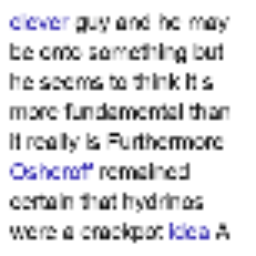 clever guy and he may
be onto something but
he seems to think it s
more fundamental than
it really is Furthermore
Osheroff remained
certain that hydrinos
were a crackpot idea A